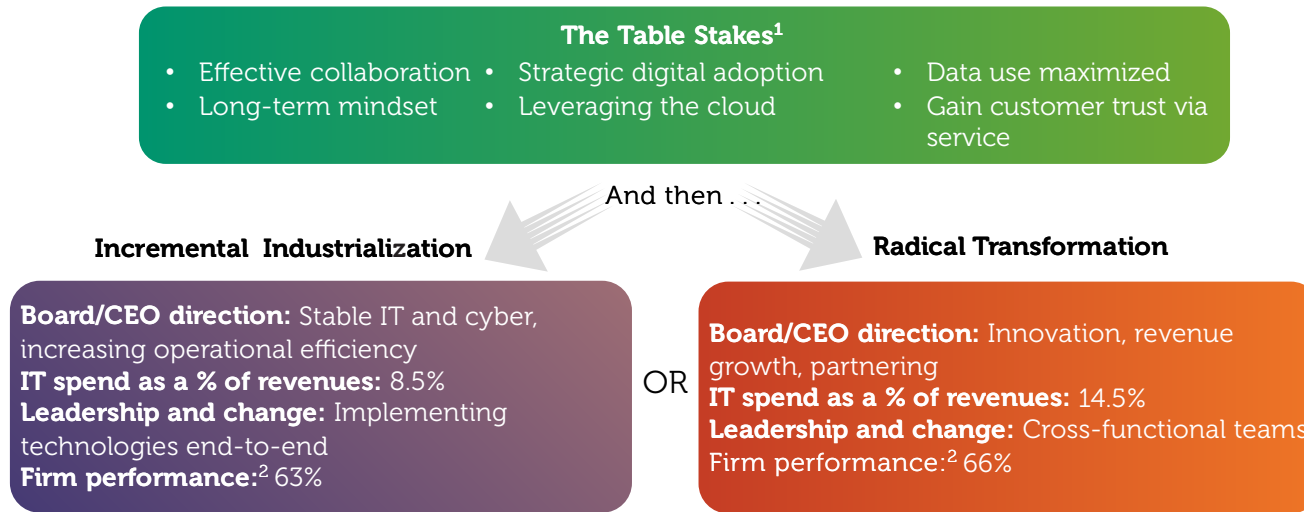 The Table Stakes¹
• Effective collaboration
• Long-term mindset
• Strategic digital adoption
• Leveraging the cloud
• Data use maximized
• Gain customer trust via
service
And then . . .
Incremental Industrialization
Board/CEO direction: Stable IT and cyber,
increasing operational efficiency
IT spend as a % of revenues: 8.5%
Leadership and change: Implementing
technologies end-to-end
Firm performance:² 63%
OR
Radical Transformation
Board/CEO direction: Innovation, revenue
growth, partnering
IT spend as a % of revenues: 14.5%
Leadership and change: Cross-functional teams
Firm performance:² 66%